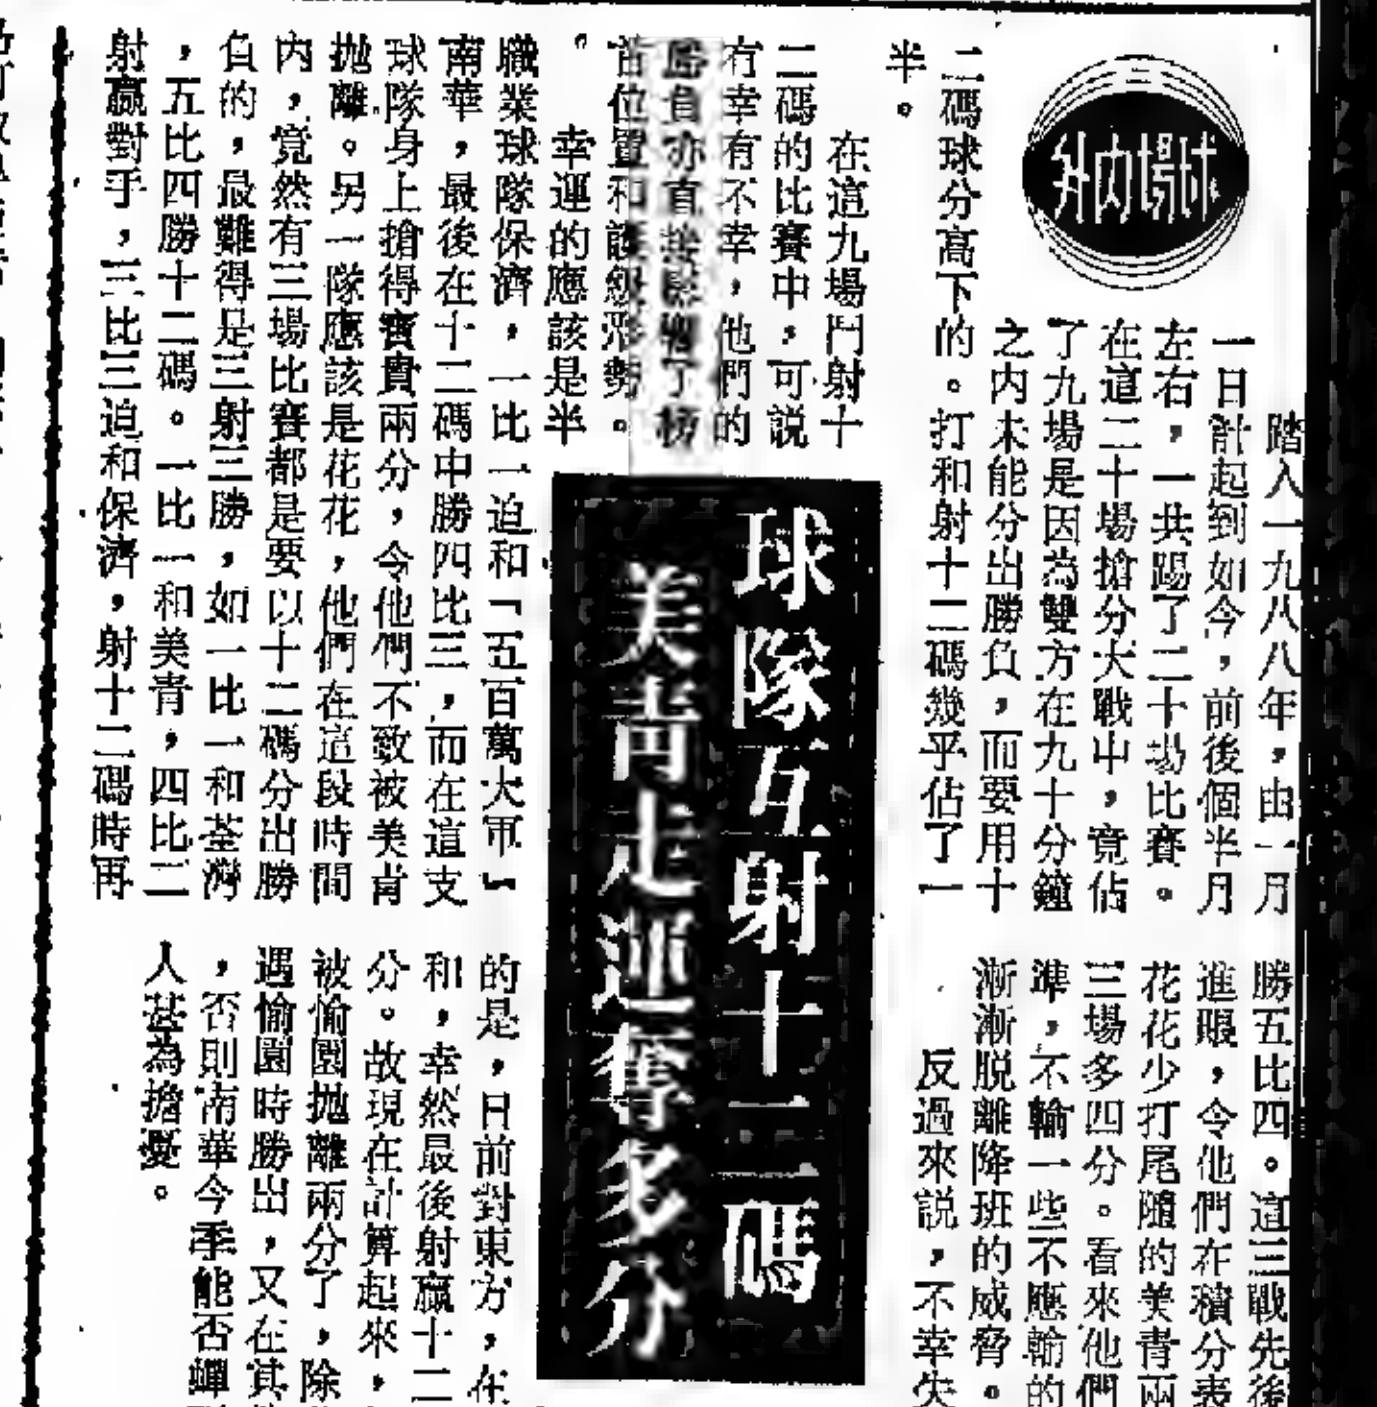 球場內外
球隊互射十二碼
美青走運奪多分
踏入一九八八年,由一月
一日計起到如今,前後個半月
左右,一共踢了二十場比賽。
在這二十場搶分大戰中,竟佔
了九場是因為雙方在九十分鐘
之內未能分出勝負,而要用十
二碼球分高下的。打和射十二碼幾乎佔了一
半。
在這九場鬥射十
二碼的比賽中,可說
有幸有不幸,他們的
勝負亦直接影響了榜
首位置和護級形勢。
幸運的應該是半
職業球隊保濟,一比一迫和「五百萬大軍」
南華,最後在十二碼中勝四比三,而在這支
球隊身上搶得寶貴兩分,令他們不致被美青
拋離。另一隊應該是花花,他們在這段時間
內,竟然有三場比賽都是要以十二碼分出勝
負的,最難得是三射三勝,如一比一和荃灣
,五比四勝十二碼。一比一和美青,四比三
射贏對手,三比三迫和保濟,射十二碼時再
勝五比四。這三戰先後
進賬,令他們在積分表
花花少打尾隨的美青兩
三場多四分。看來他們
準,不輸一些不應輸的
漸漸脫離降班的威脅。
反過來說,不幸失
的是,日前對東方,在
和,幸然最後射贏十二
分。故現在計算起來,
被愉園拋離兩分了,除
遇愉園時勝出,又在其
,否則南華今季能否蟬
人甚為擔憂。